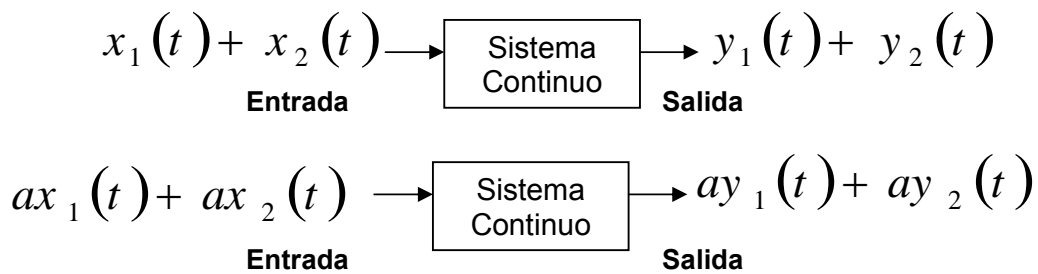 x₁(t) + x₂(t) Sistema Continuo y₁(t) + y₂(t)
Entrada Salida
ax₁(t) + ax₂(t) Sistema Continuo ay₁(t) + ay₂(t)
Entrada Salida